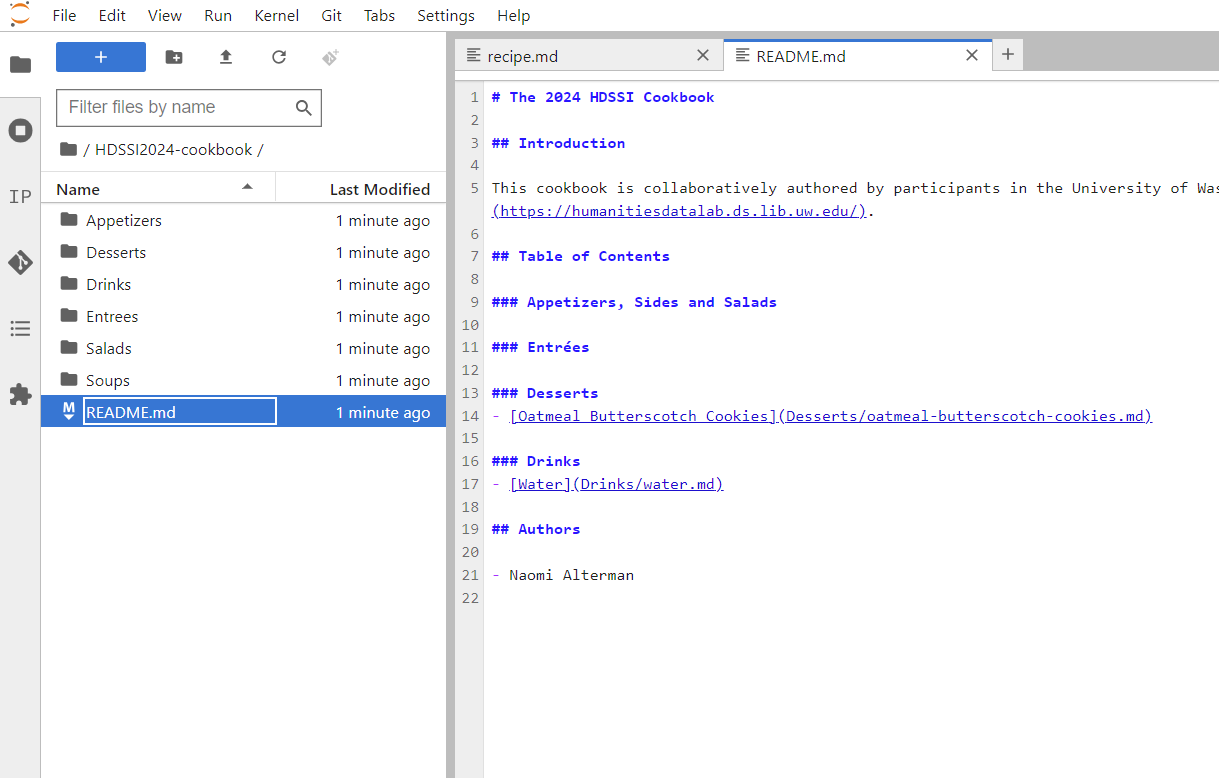 File Edit View Run Kernel Git Tabs Settings Help
+
Filter files by name
/ HDSSI2024-cookbook /
Name Last Modified
Appetizers 1 minute ago
Desserts 1 minute ago
Drinks 1 minute ago
Entrees 1 minute ago
Salads 1 minute ago
Soups 1 minute ago
M README.md 1 minute ago
IP
recipe.md README.md +
1 # The 2024 HDSSI Cookbook
2
3 ## Introduction
4
5 This cookbook is collaboratively authored by participants in the University of Was
(https://humanitiesdatalab.ds.lib.uw.edu/).
6
7 ## Table of Contents
8
9 ### Appetizers, Sides and Salads
10
11 ### Entrées
12
13 ### Desserts
14 - [Oatmeal Butterscotch Cookies](Desserts/oatmeal-butterscotch-cookies.md)
15
16 ### Drinks
17 - [Water](Drinks/water.md)
18
19 ## Authors
20
21 - Naomi Alterman
22